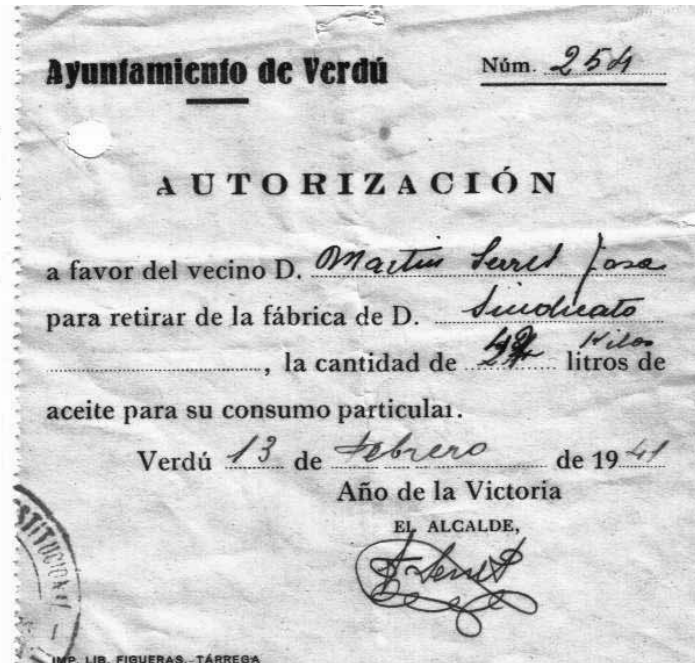 Ayuntamiento de Verdú
Núm. 254
AUTORIZACIÓN
a favor del vecino D. Martin Serret Josa
para retirar de la fábrica de D. Sindicato
, la cantidad de Kilos litros de
aceite para su consumo particular.
Verdú 13 de Febrero de 1941
Año de la Victoria
EL ALCALDE,
Serret
IMP. LIB. FIGUERAS.-TÁRREGA